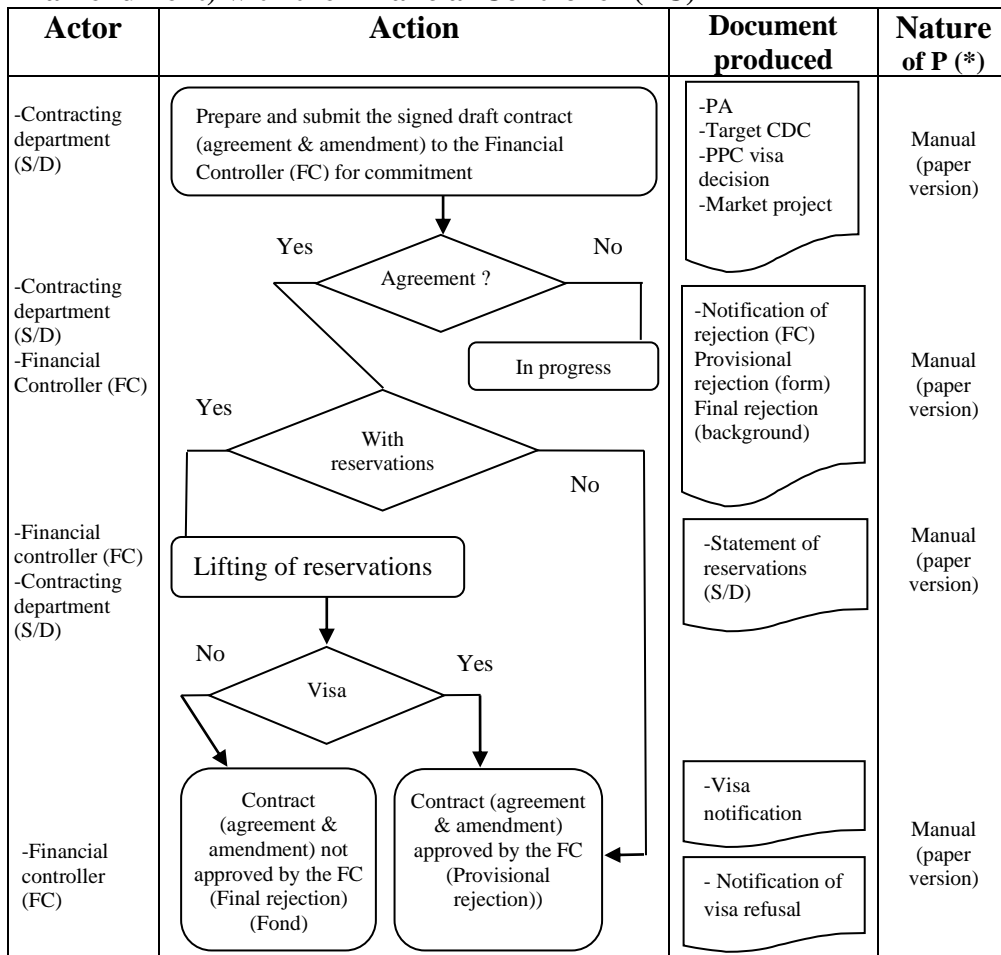 Actor
Action
Document
produced
Nature
of P (*)
-Contracting
department
(S/D)
Prepare and submit the signed draft contract
(agreement & amendment) to the Financial
Controller (FC) for commitment
-PA
-Target CDC
-PPC visa
decision
-Market project
Manual
(paper
version)
Yes
No
Agreement ?
-Contracting
department
(S/D)
-Financial
Controller (FC)
In progress
Yes
With
reservations
No
-Notification of
rejection (FC)
Provisional
rejection (form)
Final rejection
(background)
Manual
(paper
version)
-Financial
controller (FC)
-Contracting
department
(S/D)
Lifting of reservations
-Statement of
reservations
(S/D)
Manual
(paper
version)
No
Yes
Visa
-Financial
controller
(FC)
Contract
(agreement &
amendment) not
approved by the FC
(Final rejection)
(Fond)
Contract (agreement
& amendment)
approved by the FC
(Provisional
rejection))
-Visa
notification
- Notification of
visa refusal
Manual
(paper
version)